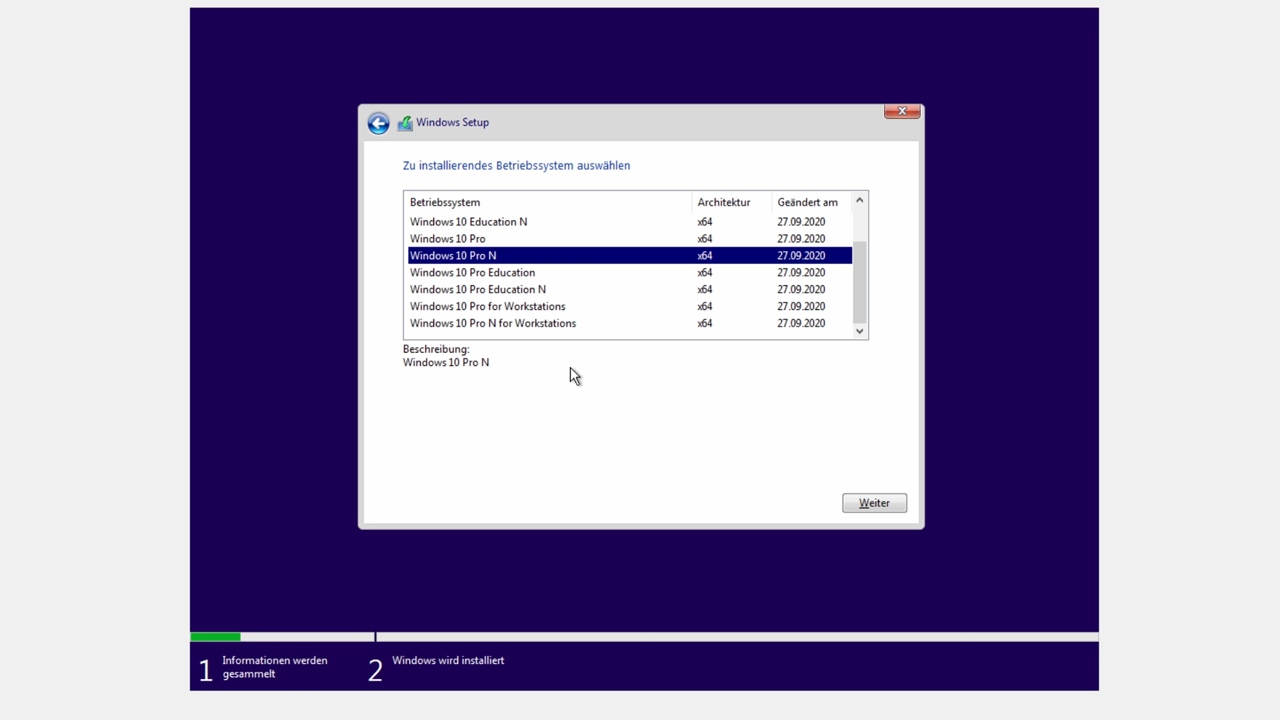 Windows Setup
Zu installierendes Betriebssystem auswählen
Betriebssystem Architektur Geändert am
Windows 10 Education N x64 27.09.2020
Windows 10 Pro x64 27.09.2020
Windows 10 Pro N x64 27.09.2020
Windows 10 Pro Education x64 27.09.2020
Windows 10 Pro Education N x64 27.09.2020
Windows 10 Pro for Workstations x64 27.09.2020
Windows 10 Pro N for Workstations x64 27.09.2020
Beschreibung:
Windows 10 Pro N
Weiter
1 Informationen werden
gesammelt
2 Windows wird installiert